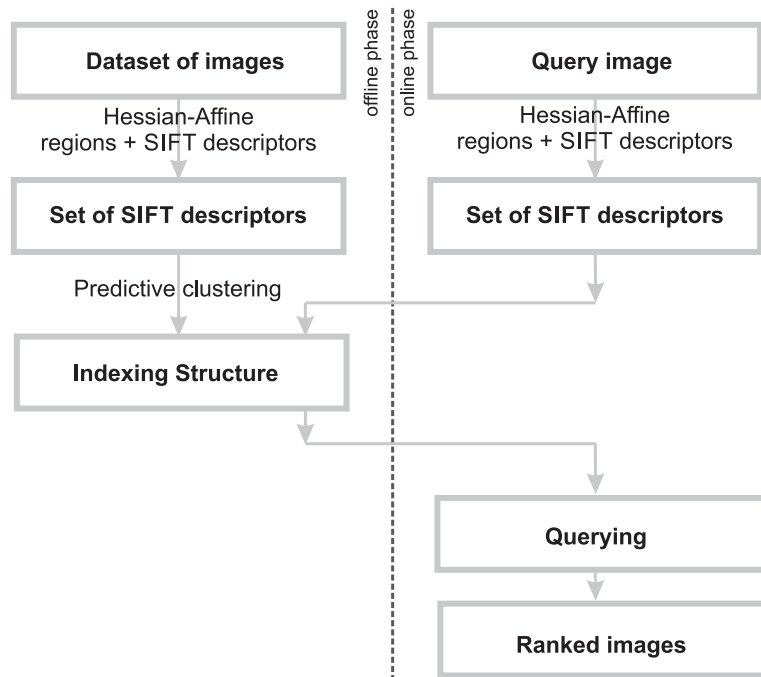 Dataset of images
Hessian-Affine
regions + SIFT descriptors
Set of SIFT descriptors
Predictive clustering
Indexing Structure
offline phase
online phase
Query image
Hessian-Affine
regions + SIFT descriptors
Set of SIFT descriptors
Querying
Ranked images